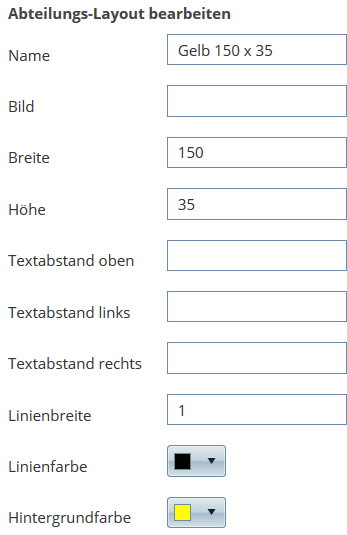 Abteilungs-Layout bearbeiten
Name Gelb 150 x 35
Bild
Breite 150
Höhe 35
Textabstand oben
Textabstand links
Textabstand rechts
Linienbreite 1
Linienfarbe
Hintergrundfarbe